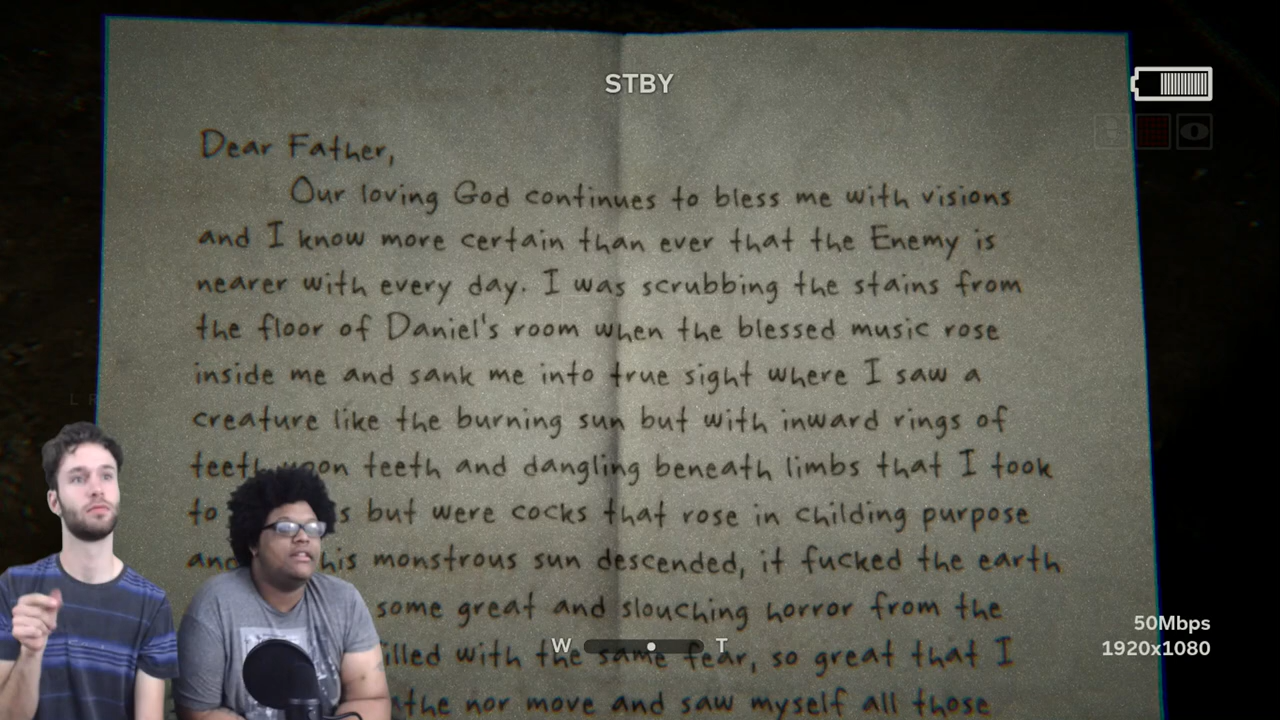 STBY
Dear Father,
Our loving God continues to bless me with visions
and I know more certain than ever that the Enemy is
nearer with every day. I was scrubbing the stains from
the floor of Daniel's room when the blessed music rose
inside me and sank me into true sight where I saw a
creature like the burning sun but with inward rings of
teeth upon teeth and dangling beneath limbs that I took
to but were cocks that rose in childing purpose
and his monstrous sun descended, it fucked the earth
some great and slouching horror from the
W T
with the same fear, so great that I
nor move and saw myself all those
50Mbps
1920x1080